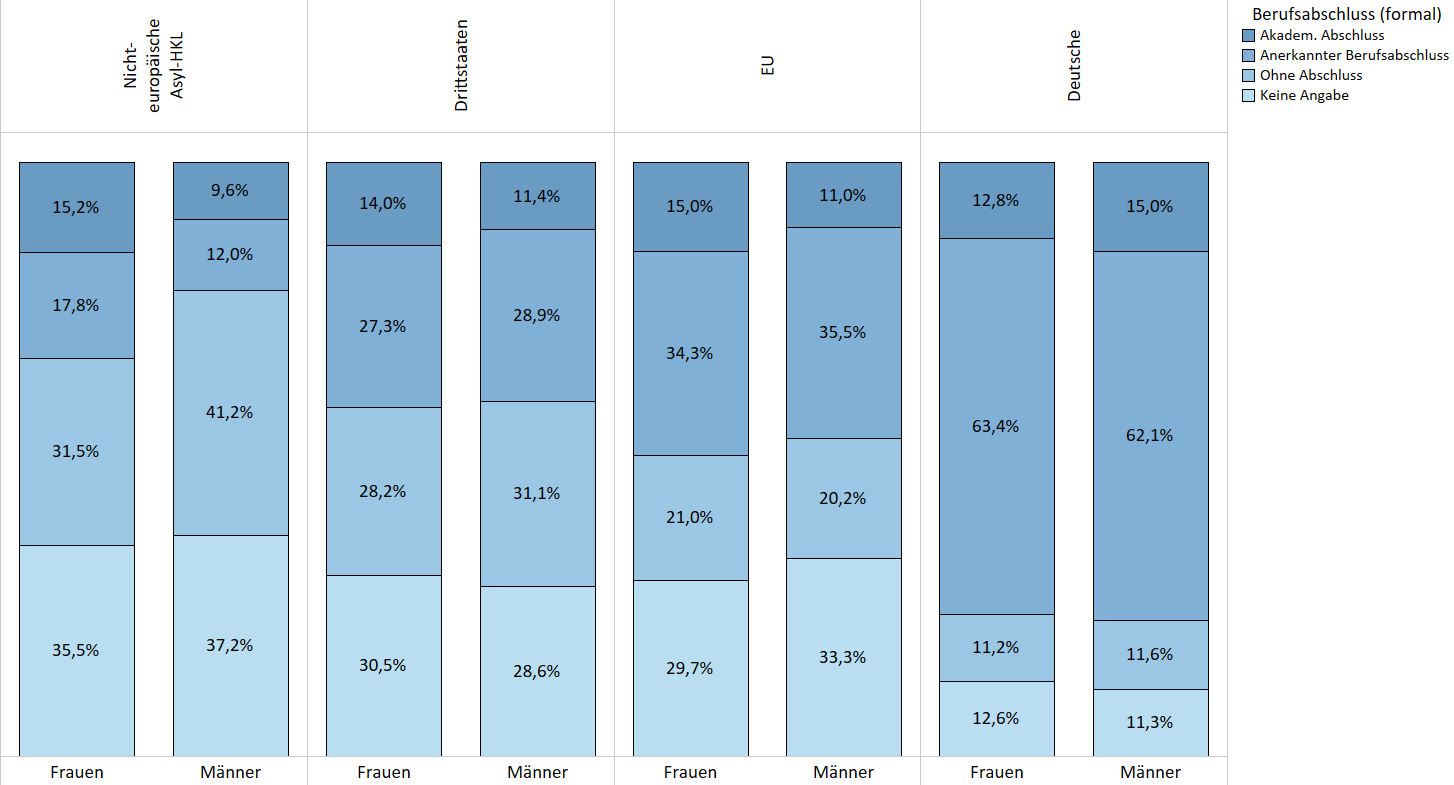 Nicht-
europäische
Asyl-HKL
Drittstaaten
EU
Deutsche
Berufsabschluss (formal)
Akadem. Abschluss
Anerkannter Berufsabschluss
Ohne Abschluss
Keine Angabe
15,2%
17,8%
31,5%
35,5%
9,6%
12,0%
41,2%
37,2%
14,0%
27,3%
28,2%
30,5%
11,4%
28,9%
31,1%
28,6%
15,0%
34,3%
21,0%
29,7%
11,0%
35,5%
20,2%
33,3%
12,8%
63,4%
11,2%
12,6%
15,0%
62,1%
11,6%
11,3%
Frauen
Männer
Frauen
Männer
Frauen
Männer
Frauen
Männer